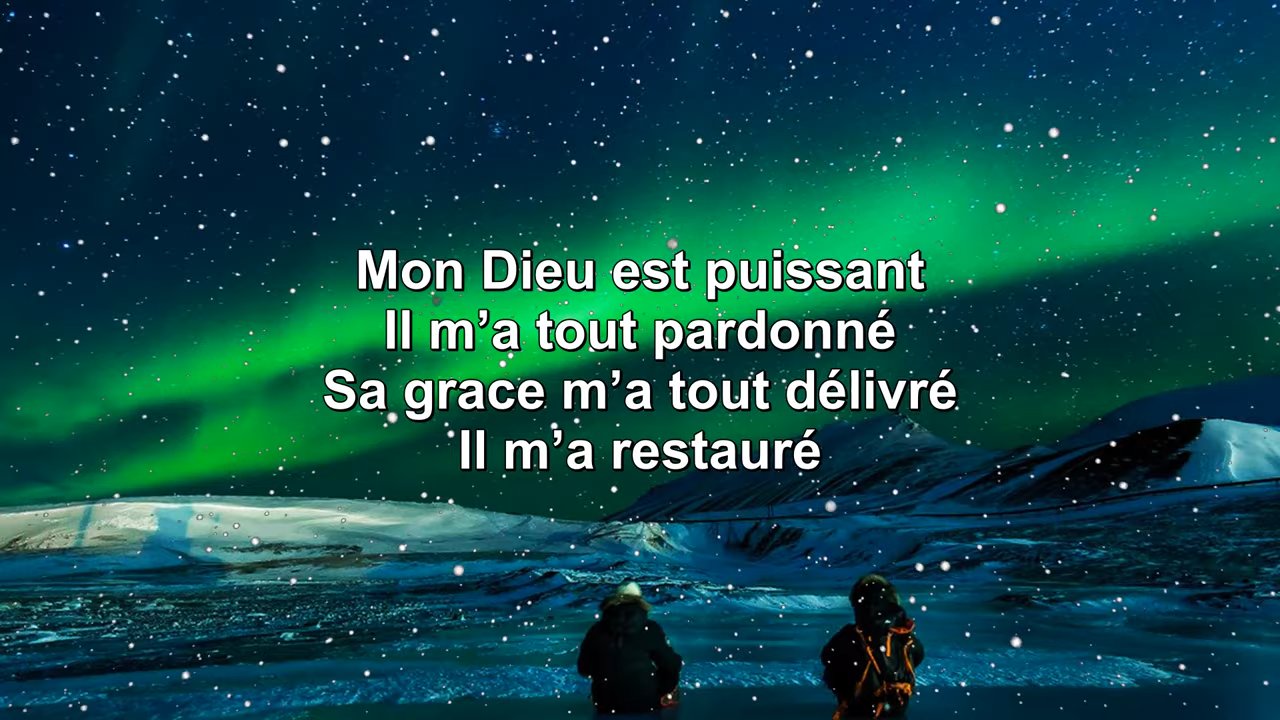 Mon Dieu est puissant
Il m’a tout pardonné
Sa grace m’a tout délivré
Il m’a restauré